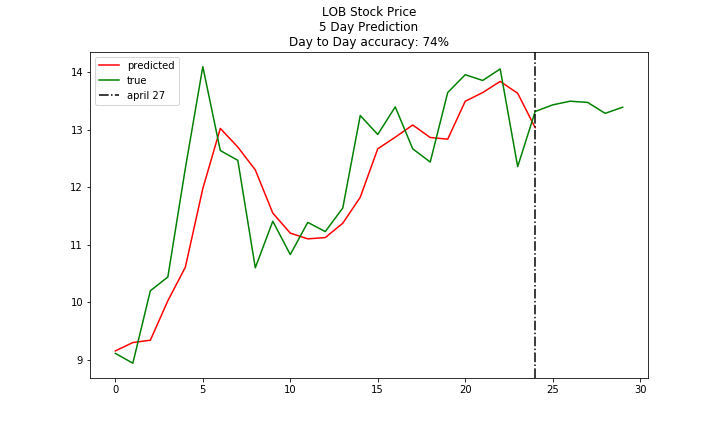 LOB Stock Price
5 Day Prediction
Day to Day accuracy: 74%
predicted
true
april 27
14
13
12
11
10
9
0 5 10 15 20 25 30